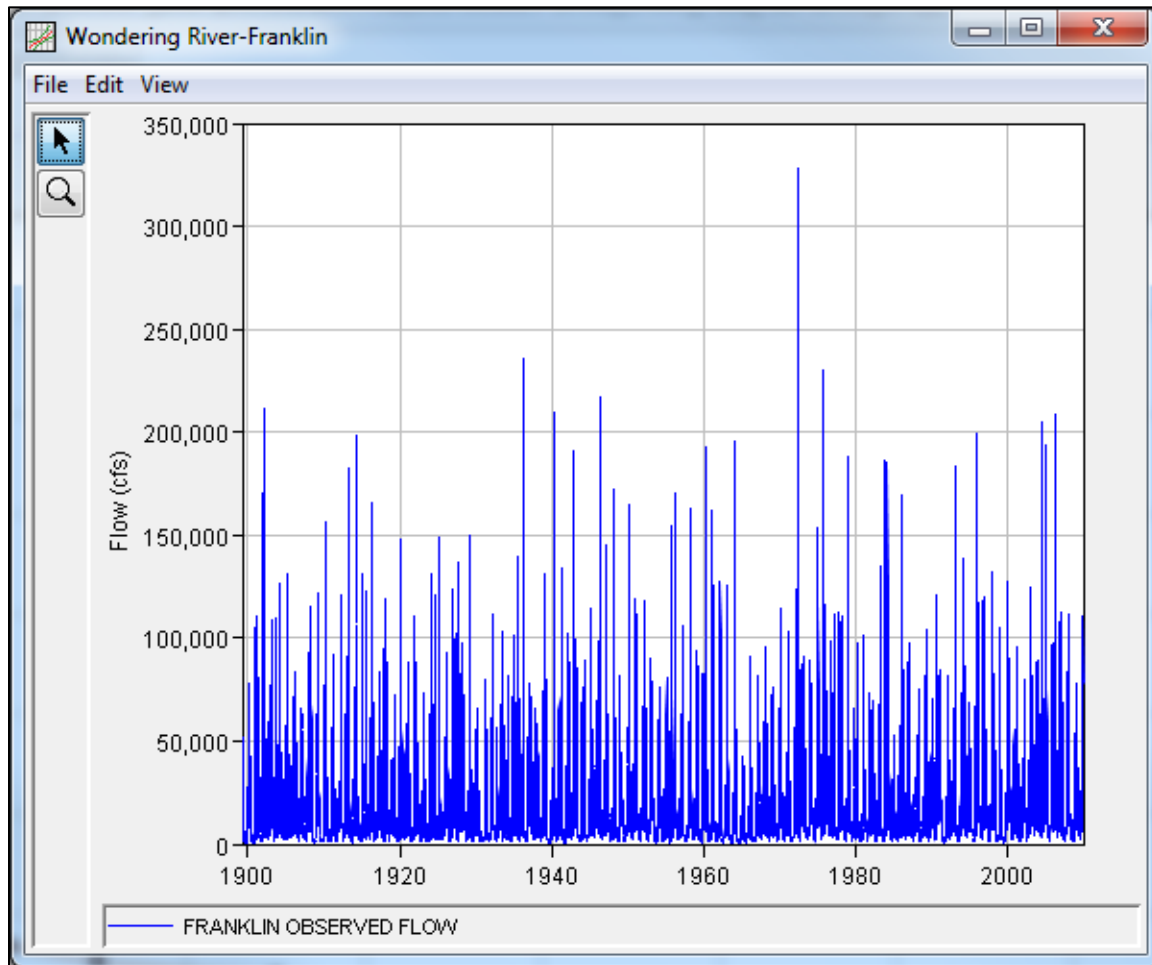 Wondering River-Franklin
File Edit View
350,000
300,000
250,000
200,000
150,000
100,000
50,000
0
Flow (cfs)
1900 1920 1940 1960 1980 2000
FRANKLIN OBSERVED FLOW